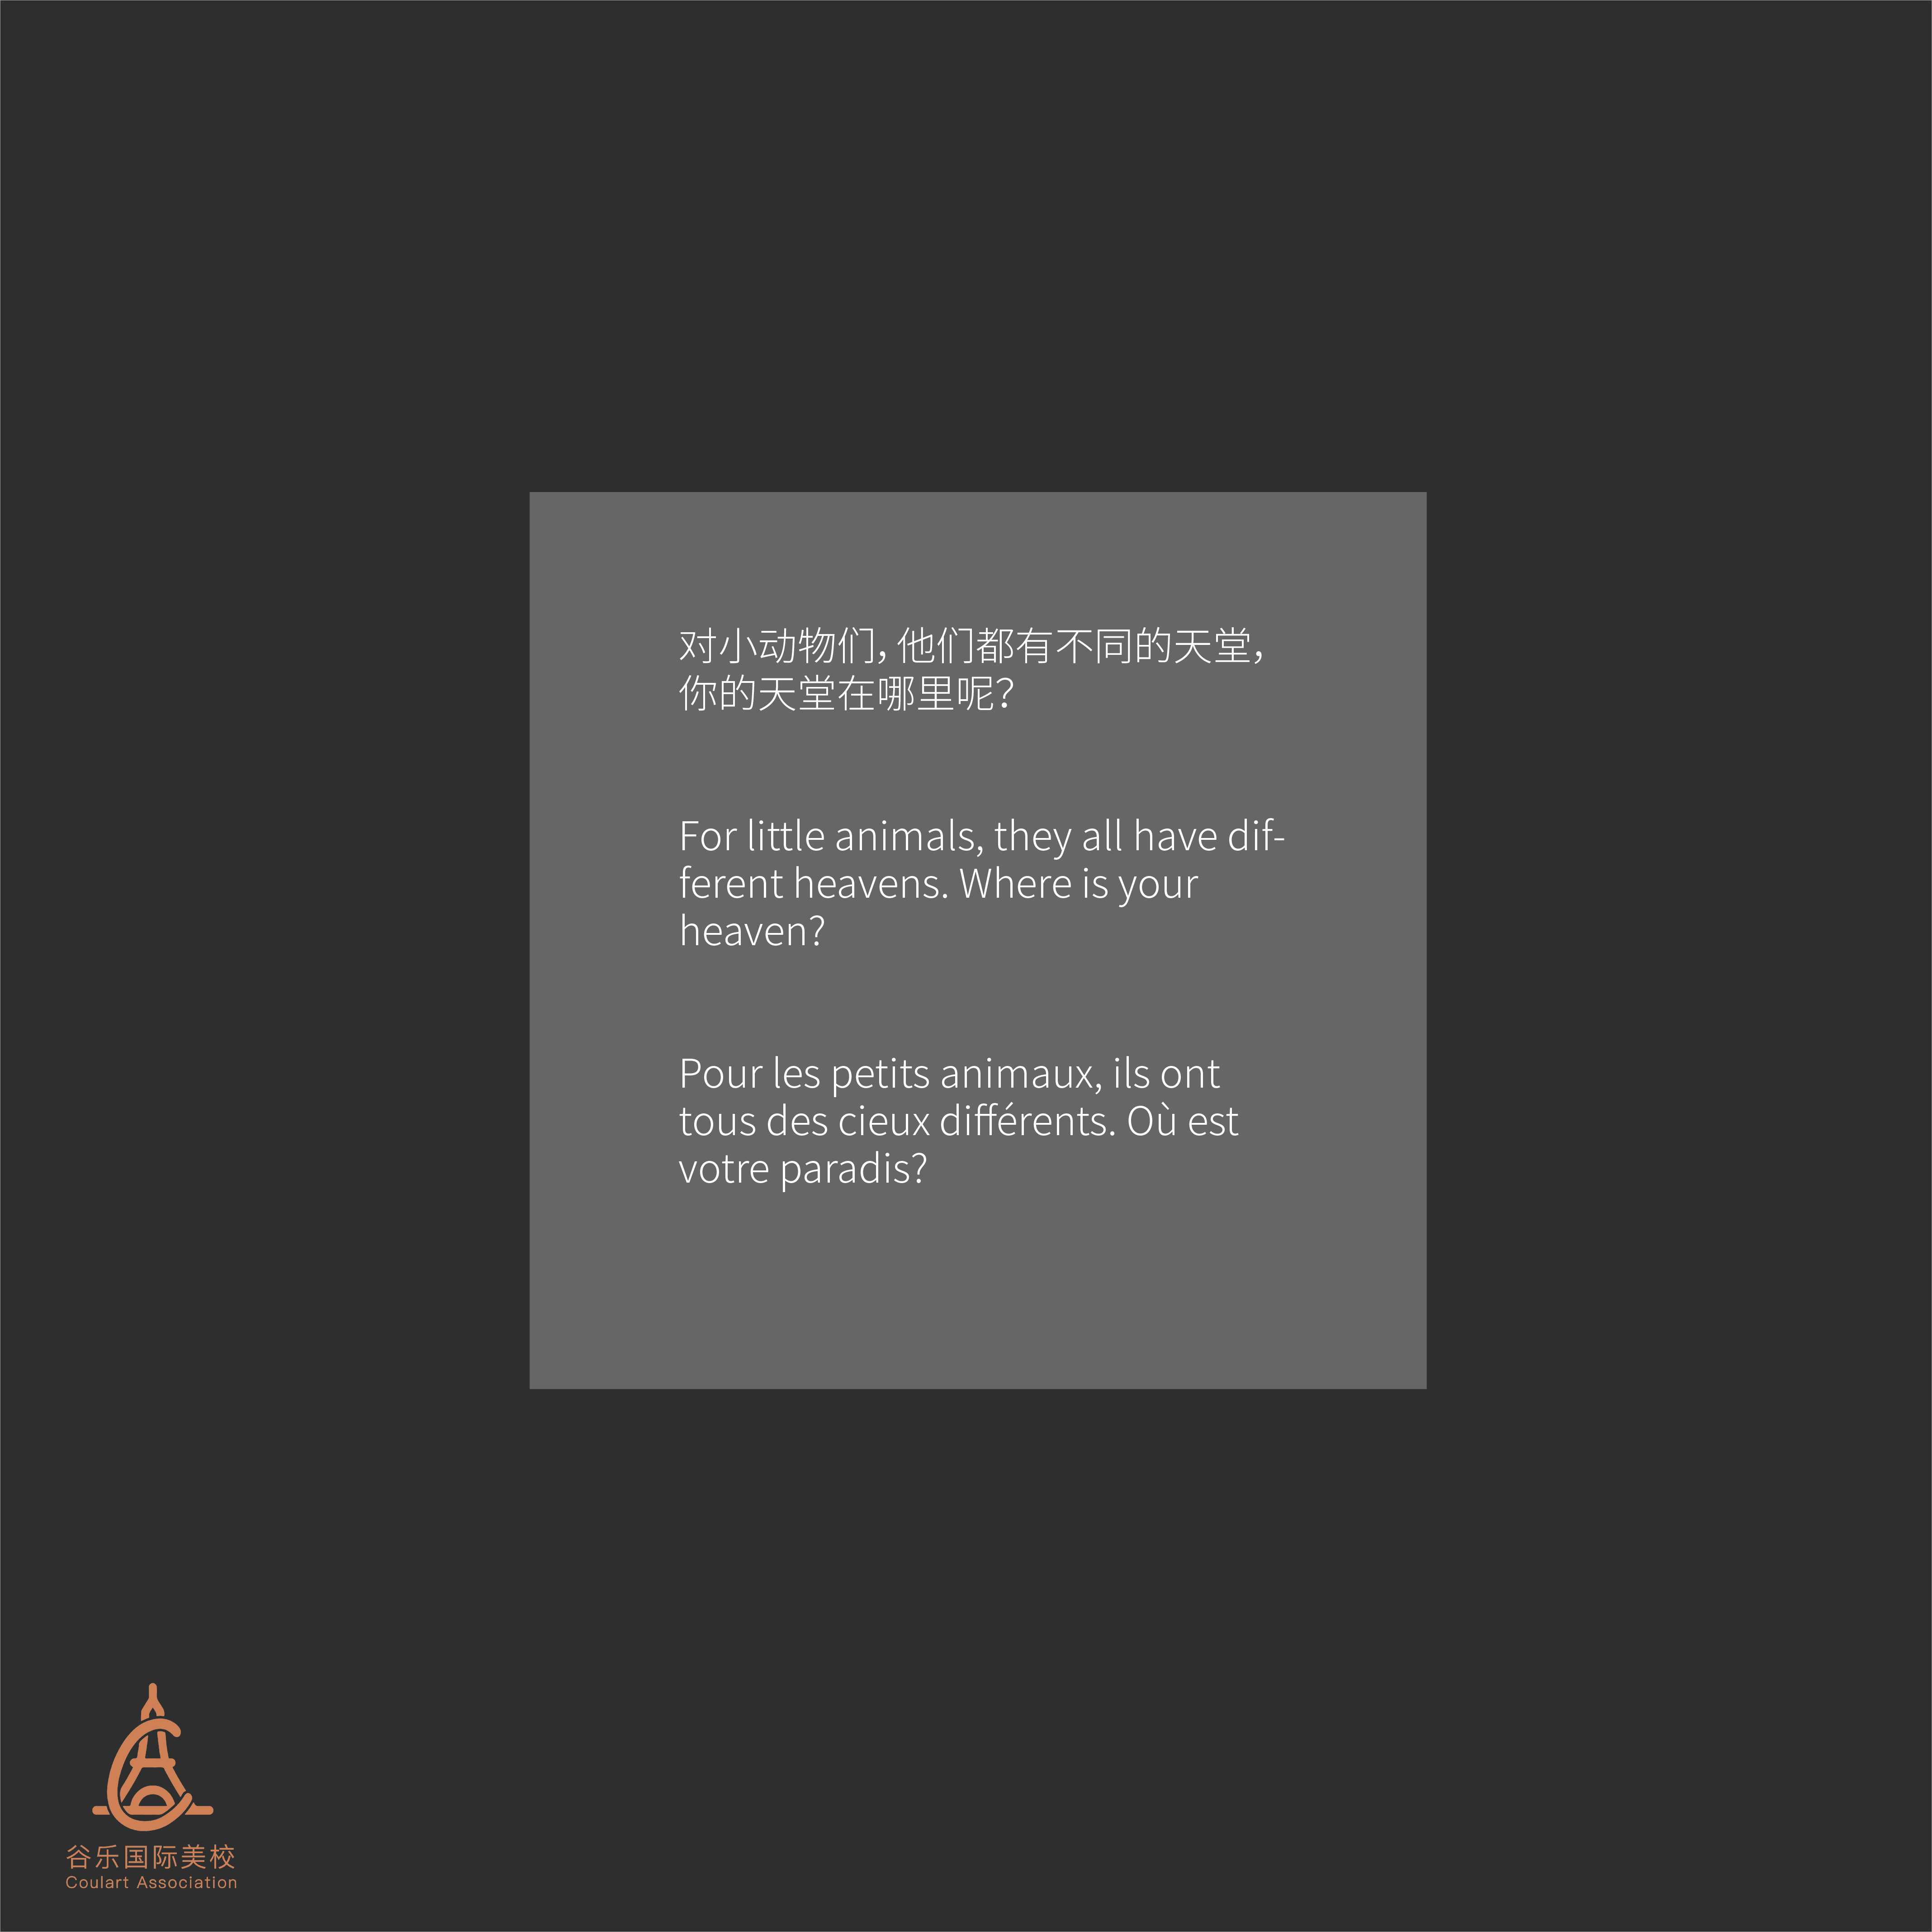 对小动物们，他们都有不同的天堂，
你的天堂在哪里呢？
For little animals, they all have dif-
ferent heavens. Where is your
heaven?
Pour les petits animaux, ils ont
tous des cieux différents. Où est
votre paradis?
谷乐国际美校
Coulart Association